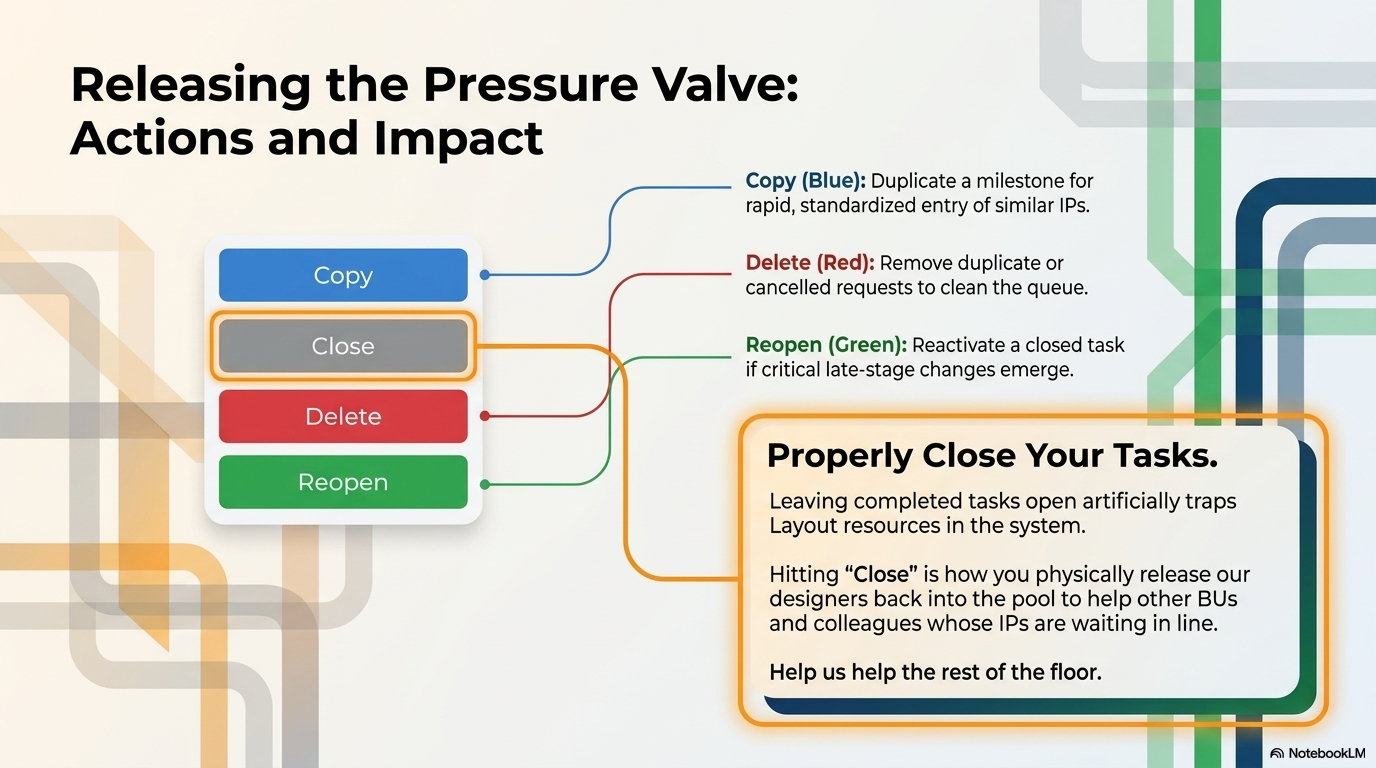 Releasing the Pressure Valve:
Actions and Impact
Copy
Close
Delete
Reopen
Copy (Blue): Duplicate a milestone for
rapid, standardized entry of similar IPs.
Delete (Red): Remove duplicate or
cancelled requests to clean the queue.
Reopen (Green): Reactivate a closed task
if critical late-stage changes emerge.
Properly Close Your Tasks.
Leaving completed tasks open artificially traps
Layout resources in the system.
Hitting “Close” is how you physically release our
designers back into the pool to help other BUs
and colleagues whose IPs are waiting in line.
Help us help the rest of the floor.
NotebookLM